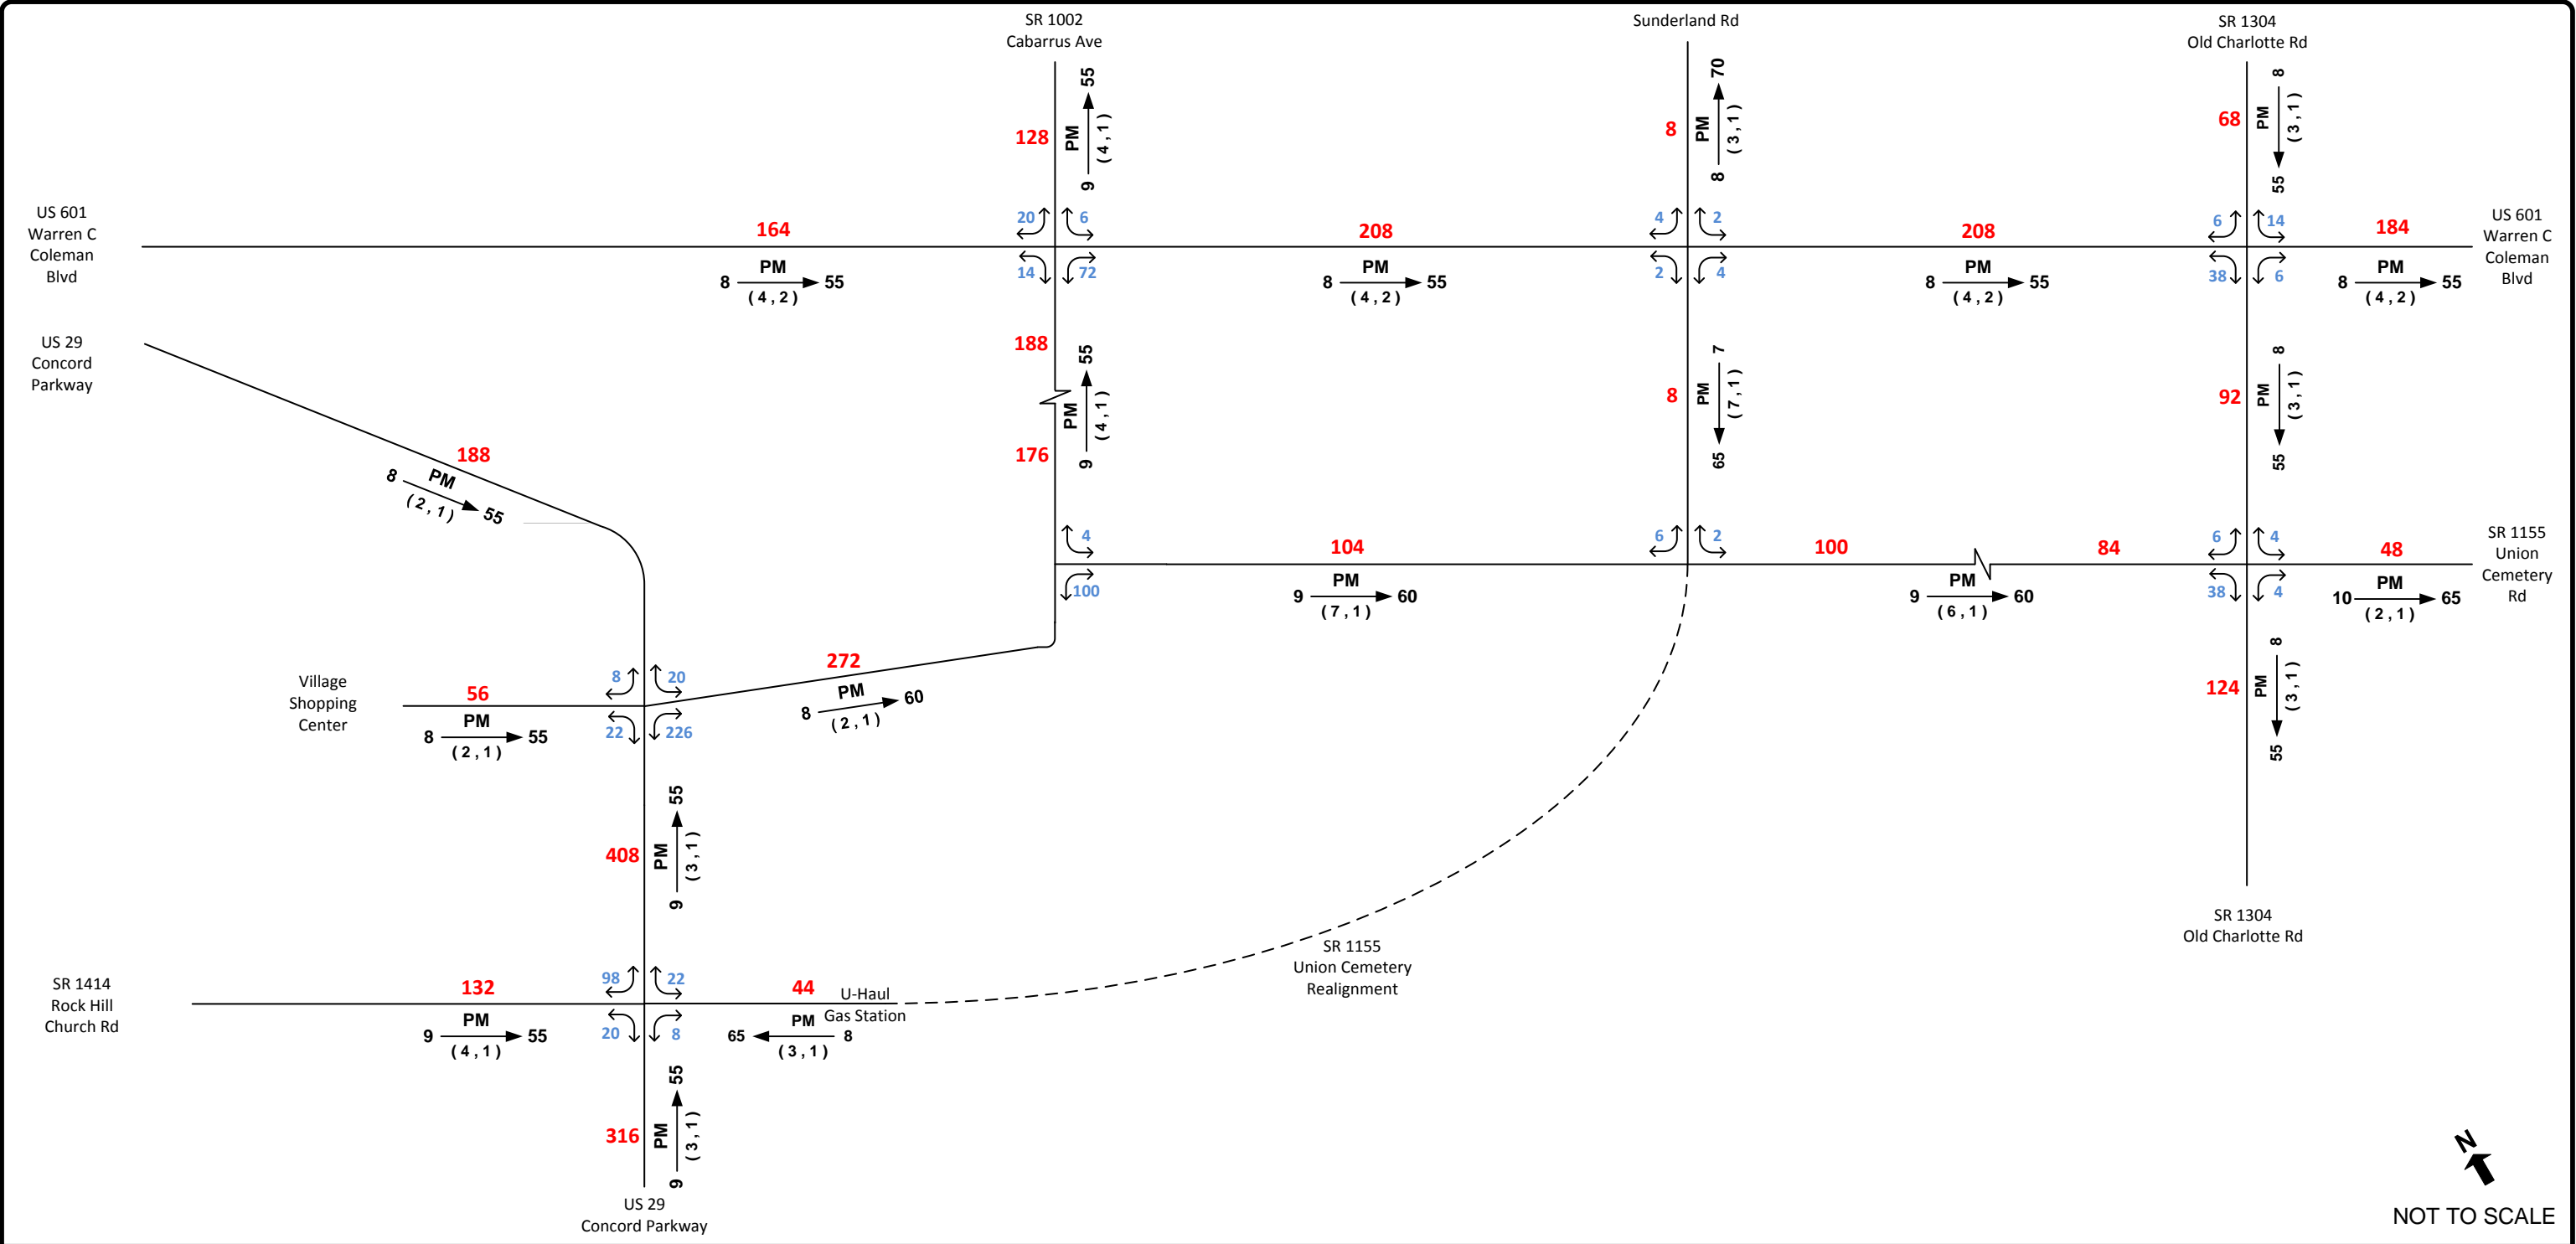 SR 1002
Cabarrus Ave
Sunderland Rd
SR 1304
Old Charlotte Rd
128
PM
(4,1)
9
55
8
PM
(3,1)
8
70
68
PM
(3,1)
8
55
US 601
Warren C
Coleman
Blvd
164
20
6
208
4
2
208
6
14
184
US 601
Warren C
Coleman
Blvd
PM
8
55
(4,2)
14
72
PM
8
55
(4,2)
2
4
PM
8
55
(4,2)
38
6
PM
8
55
(4,2)
US 29
Concord
Parkway
188
PM
(4,1)
9
55
176
8
PM
(7,1)
7
65
92
PM
(3,1)
8
55
188
8
PM
55
(2,1)
4
104
6
2
100
84
6
4
48
SR 1155
Union
Cemetery
Rd
100
PM
9
60
(7,1)
PM
9
60
(6,1)
38
4
PM
10
65
(2,1)
Village
Shopping
Center
56
8
20
272
PM
8
60
(2,1)
PM
8
55
(2,1)
22
226
124
PM
(3,1)
8
55
408
PM
(3,1)
9
55
SR 1304
Old Charlotte Rd
SR 1155
Union Cemetery
Realignment
SR 1414
Rock Hill
Church Rd
132
98
22
44
U-Haul
Gas Station
PM
9
55
(4,1)
20
8
PM
65
8
(3,1)
316
PM
(3,1)
9
55
US 29
Concord Parkway
N
NOT TO SCALE